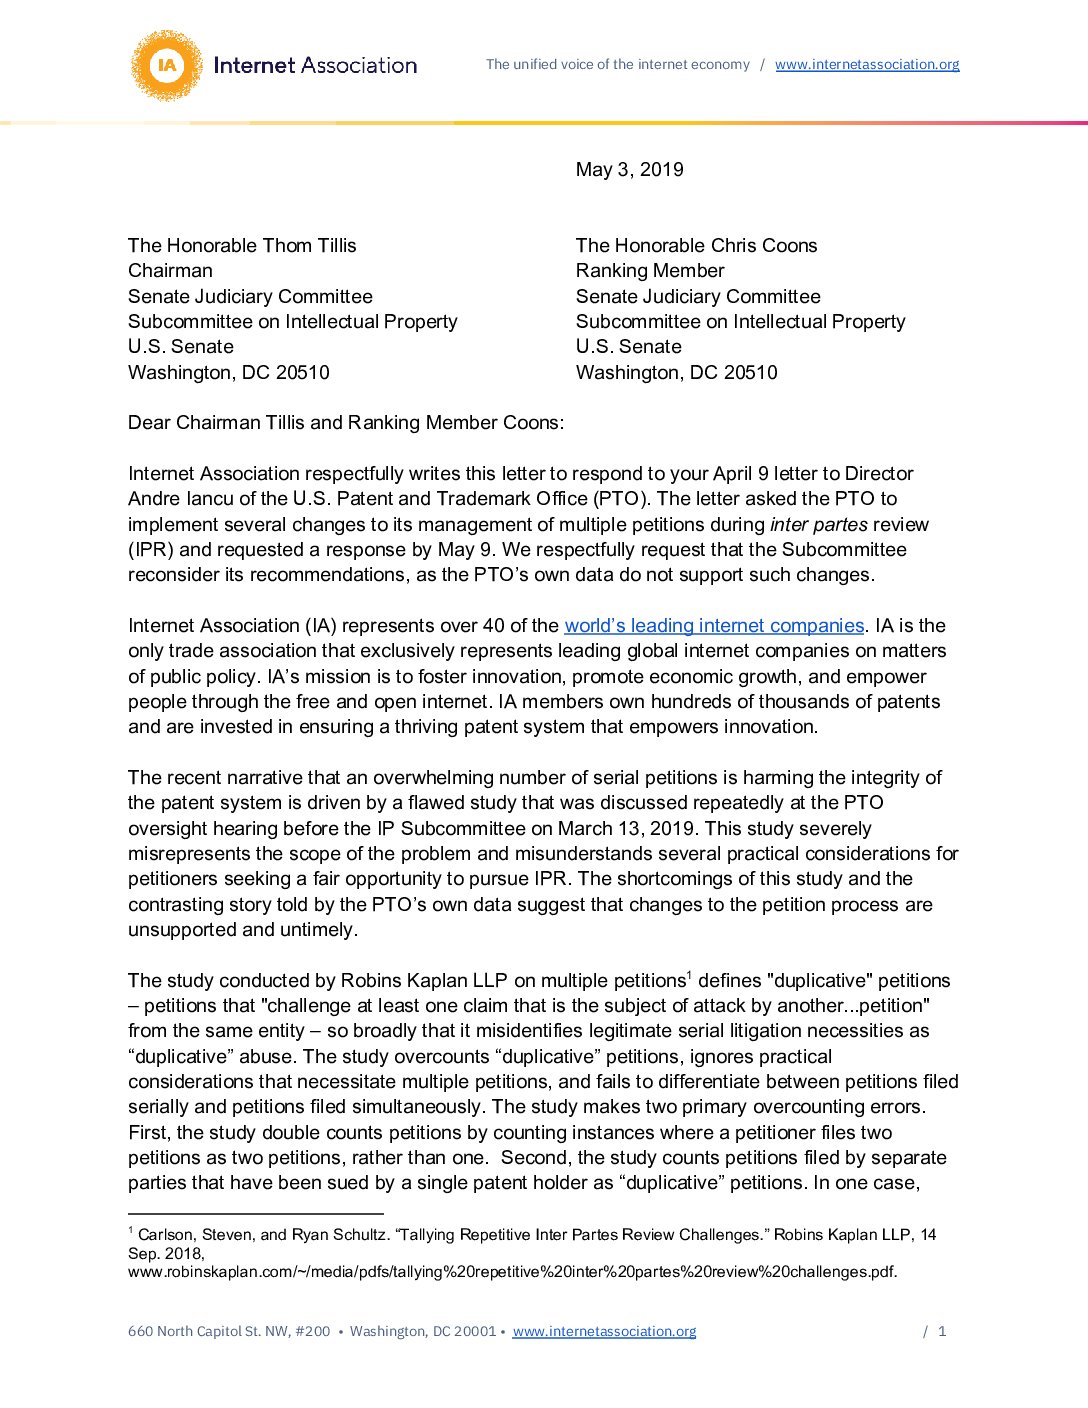 IA Internet Association
The unified voice of the internet economy / www.internetassociation.org
May 3, 2019
The Honorable Thom Tillis
Chairman
Senate Judiciary Committee
Subcommittee on Intellectual Property
U.S. Senate
Washington, DC 20510
The Honorable Chris Coons
Ranking Member
Senate Judiciary Committee
Subcommittee on Intellectual Property
U.S. Senate
Washington, DC 20510
Dear Chairman Tillis and Ranking Member Coons:
Internet Association respectfully writes this letter to respond to your April 9 letter to Director
Andre Iancu of the U.S. Patent and Trademark Office (PTO). The letter asked the PTO to
implement several changes to its management of multiple petitions during inter partes review
(IPR) and requested a response by May 9. We respectfully request that the Subcommittee
reconsider its recommendations, as the PTO’s own data do not support such changes.
Internet Association (IA) represents over 40 of the world’s leading internet companies. IA is the
only trade association that exclusively represents leading global internet companies on matters
of public policy. IA’s mission is to foster innovation, promote economic growth, and empower
people through the free and open internet. IA members own hundreds of thousands of patents
and are invested in ensuring a thriving patent system that empowers innovation.
The recent narrative that an overwhelming number of serial petitions is harming the integrity of
the patent system is driven by a flawed study that was discussed repeatedly at the PTO
oversight hearing before the IP Subcommittee on March 13, 2019. This study severely
misrepresents the scope of the problem and misunderstands several practical considerations for
petitioners seeking a fair opportunity to pursue IPR. The shortcomings of this study and the
contrasting story told by the PTO’s own data suggest that changes to the petition process are
unsupported and untimely.
The study conducted by Robins Kaplan LLP on multiple petitions1 defines "duplicative" petitions
– petitions that "challenge at least one claim that is the subject of attack by another...petition"
from the same entity – so broadly that it misidentifies legitimate serial litigation necessities as
“duplicative” abuse. The study overcounts “duplicative” petitions, ignores practical
considerations that necessitate multiple petitions, and fails to differentiate between petitions filed
serially and petitions filed simultaneously. The study makes two primary overcounting errors.
First, the study double counts petitions by counting instances where a petitioner files two
petitions as two petitions, rather than one.  Second, the study counts petitions filed by separate
parties that have been sued by a single patent holder as “duplicative” petitions. In one case,
1 Carlson, Steven, and Ryan Schultz. “Tallying Repetitive Inter Partes Review Challenges.” Robins Kaplan LLP, 14
Sep. 2018,
www.robinskaplan.com/~/media/pdfs/tallying%20repetitive%20inter%20partes%20review%20challenges.pdf.
660 North Capitol St. NW, #200 • Washington, DC 20001 • www.internetassociation.org / 1